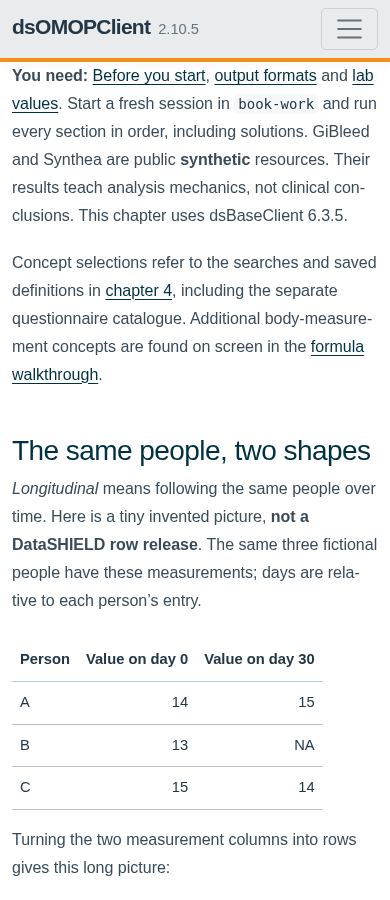 dsOMOPClient 2.10.5
You need: Before you start, output formats and lab
values. Start a fresh session in book-work and run
every section in order, including solutions. GiBleed
and Synthea are public synthetic resources. Their
results teach analysis mechanics, not clinical con-
clusions. This chapter uses dsBaseClient 6.3.5.
Concept selections refer to the searches and saved
definitions in chapter 4, including the separate
questionnaire catalogue. Additional body-measure-
ment concepts are found on screen in the formula
walkthrough.
The same people, two shapes
Longitudinal means following the same people over
time. Here is a tiny invented picture, not a
DataSHIELD row release. The same three fictional
people have these measurements; days are rela-
tive to each person’s entry.
Person Value on day 0 Value on day 30
A 14 15
B 13 NA
C 15 14
Turning the two measurement columns into rows
gives this long picture: